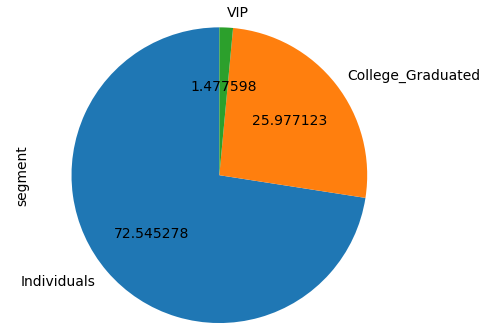 VIP
College_Graduated
1.477598
25.977123
segment
72.545278
Individuals